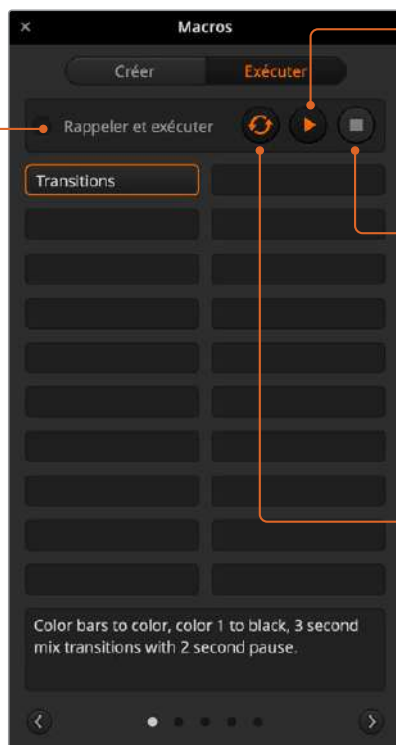 Macros
Créer
Exécuter
Rappeler et exécuter
Transitions
Color bars to color, color 1 to black, 3 second
mix transitions with 2 second pause.